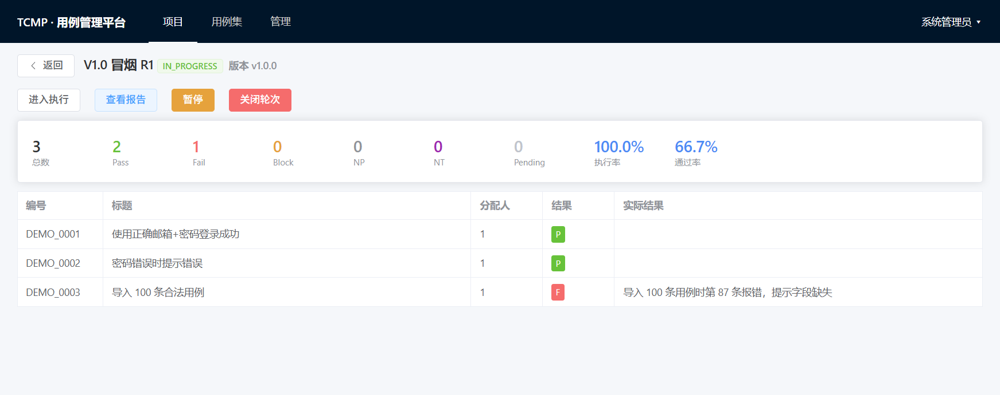 TCMP · 用例管理平台 项目 用例集 管理 系统管理员
返回 V1.0 冒烟 R1 IN_PROGRESS 版本 v1.0.0
进入执行 查看报告 暂停 关闭轮次
3 2 1 0 0 0 0 100.0% 66.7%
总数 Pass Fail Block NP NT Pending 执行率 通过率
编号 标题 分配人 结果 实际结果
DEMO_0001 使用正确邮箱+密码登录成功 1 P
DEMO_0002 密码错误时提示错误 1 P
DEMO_0003 导入 100 条合法用例 1 F 导入 100 条用例时第 87 条报错，提示字段缺失